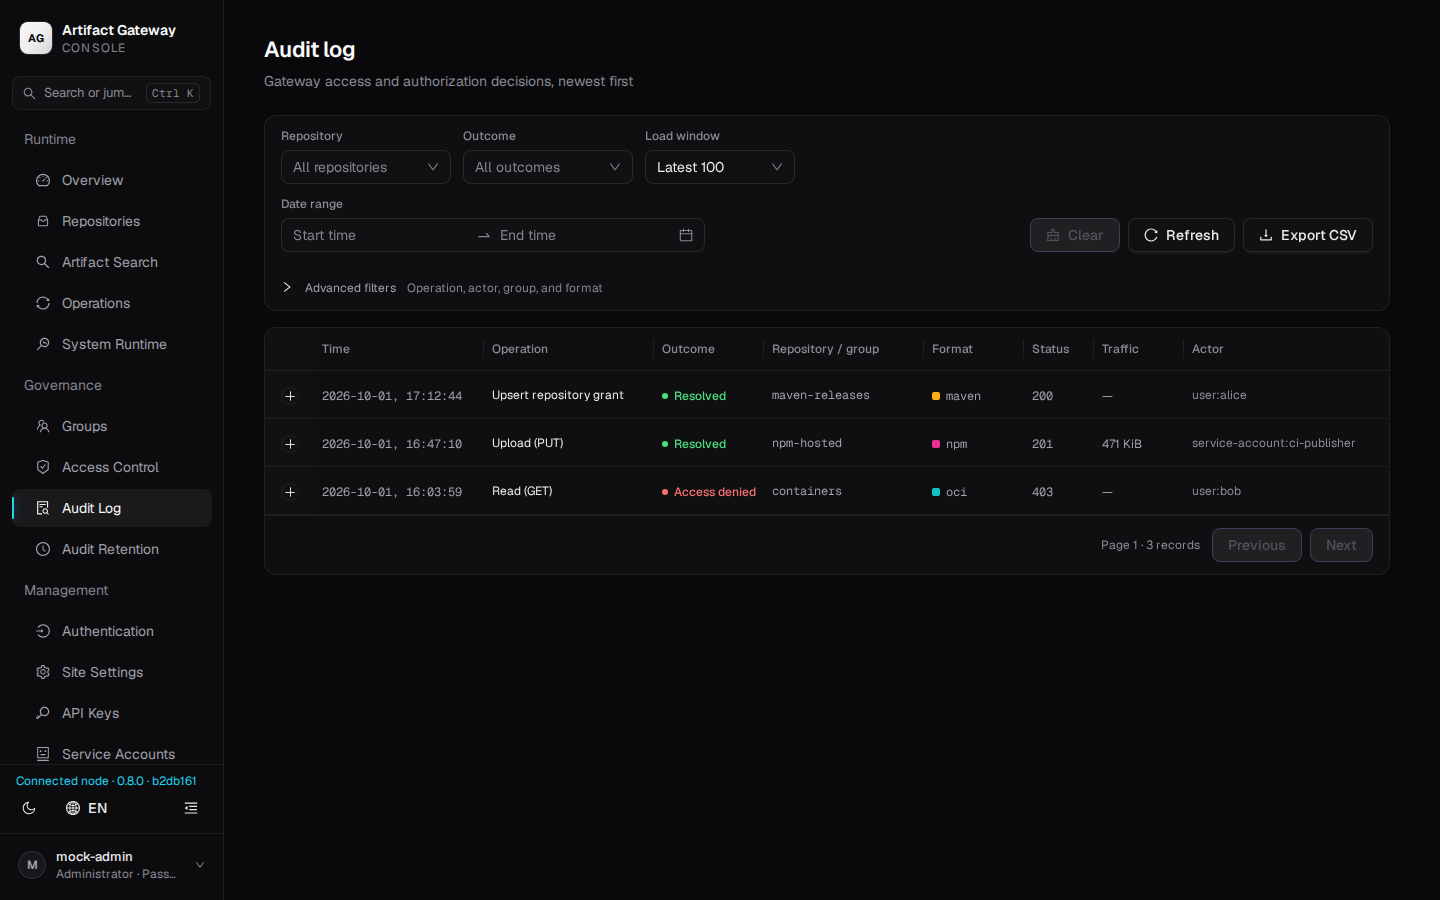 AG
Artifact Gateway
CONSOLE
Search or jum... Ctrl K
Runtime
Overview
Repositories
Artifact Search
Operations
System Runtime
Governance
Groups
Access Control
Audit Log
Audit Retention
Management
Authentication
Site Settings
API Keys
Service Accounts
Connected node · 0.8.0 · b2db161
EN
M
mock-admin
Administrator · Pass...
Audit log
Gateway access and authorization decisions, newest first
Repository Outcome Load window
All repositories All outcomes Latest 100
Date range
Start time → End time Clear Refresh Export CSV
Advanced filters Operation, actor, group, and format
Time Operation Outcome Repository / group Format Status Traffic Actor
2026-10-01, 17:12:44 Upsert repository grant Resolved maven-releases maven 200 — user:alice
2026-10-01, 16:47:10 Upload (PUT) Resolved npm-hosted npm 201 471 KiB service-account:ci-publisher
2026-10-01, 16:03:59 Read (GET) Access denied containers oci 403 — user:bob
Page 1 · 3 records Previous Next